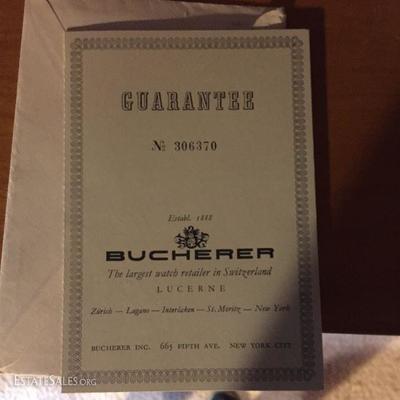 GUARANTEE
№ 306370
Establ. 1888
BUCHERER
The largest watch retailer in Switzerland
LUCERNE
Zürich — Lugano — Interlaken — St. Moritz — New York
BUCHERER INC. 665 FIFTH AVE. NEW YORK CITY
ESTATESALES.ORG